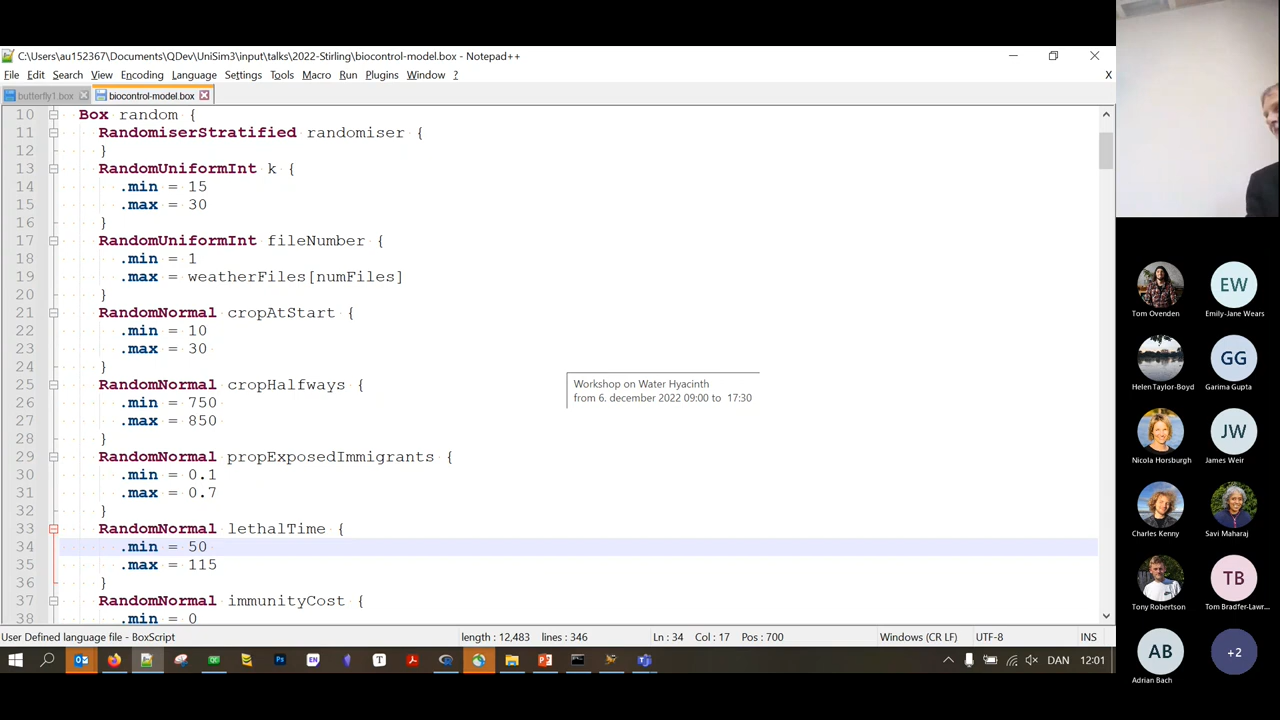 C:\Users\au152367\Documents\QDev\UniSim3\input\talks\2022-Stirling\biocontrol-model.box - Notepad++
File Edit Search View Encoding Language Settings Tools Macro Run Plugins Window ? X
butterfly1.box biocontrol-model.box
10 Box random {
11 RandomiserStratified randomiser {
12 }
13 RandomUniformInt k {
14 .min = 15
15 .max = 30
16 }
17 RandomUniformInt fileNumber {
18 .min = 1
19 .max = weatherFiles[numFiles]
20 }
21 RandomNormal cropAtStart {
22 .min = 10
23 .max = 30
24 }
25 RandomNormal cropHalfways {
26 .min = 750
27 .max = 850
28 }
29 RandomNormal propExposedImmigrants {
30 .min = 0.1
31 .max = 0.7
32 }
33 RandomNormal lethalTime {
34 .min = 50
35 .max = 115
36 }
37 RandomNormal immunityCost {
38 .min = 0
Workshop on Water Hyacinth
from 6. december 2022 09:00 to 17:30
User Defined language file - BoxScript length : 12,483 lines : 346 Ln : 34 Col : 17 Pos : 700 Windows (CR LF) UTF-8 INS
DAN 12:01
EW
Tom Ovenden Emily-Jane Wears
GG
Helen Taylor-Boyd Garima Gupta
JW
Nicola Horsburgh James Weir
Charles Kenny Savi Maharaj
TB
Tony Robertson Tom Bradfer-Lawr...
AB +2
Adrian Bach